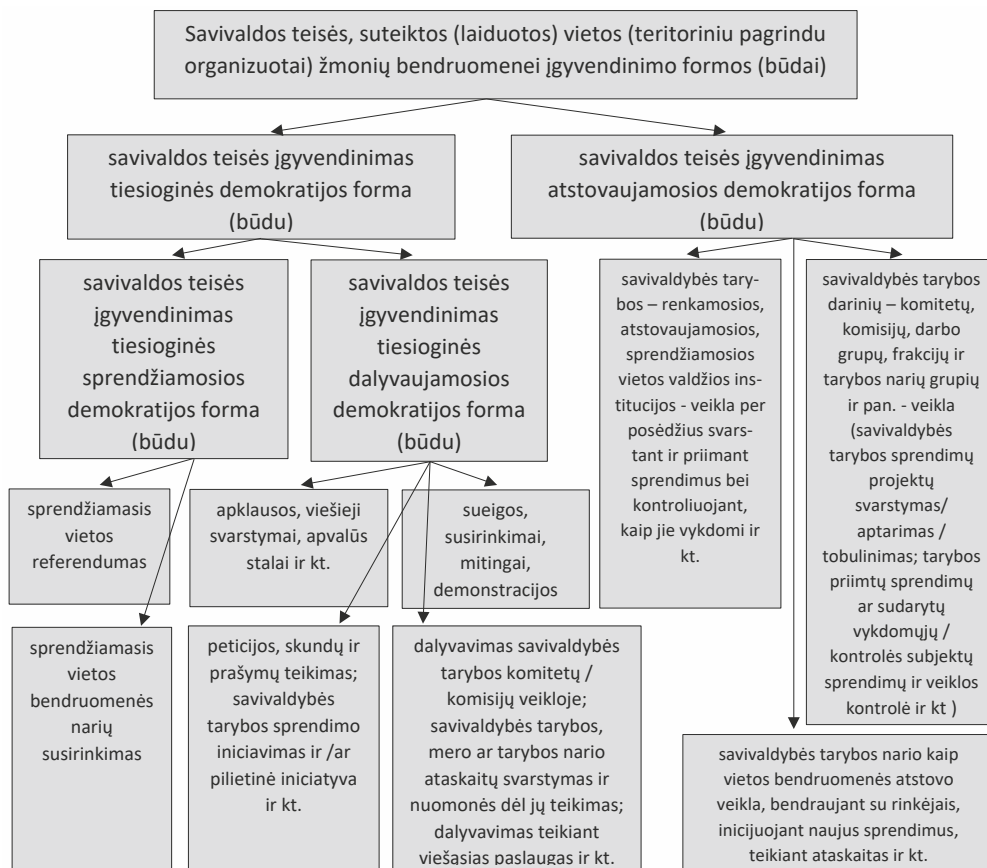 Savivaldos teisės, suteiktos (laiduotos) vietos (teritoriniu pagrindu
organizuotai) žmonių bendruomenei įgyvendinimo formos (būdai)
savivaldos teisės įgyvendinimas
tiesioginės demokratijos forma
(būdu)
savivaldos teisės įgyvendinimas
atstovaujamosios demokratijos forma
(būdu)
savivaldos teisės
įgyvendinimas
tiesioginės
sprendžiamosios
demokratijos forma
(būdu)
savivaldos teisės
įgyvendinimas
tiesioginės
dalyvaujamosios
demokratijos forma
(būdu)
savivaldybės tary-
bos – renkamosios,
atstovaujamosios,
sprendžiamosios
vietos valdžios ins-
titucijos - veikla per
posėdžius svars-
tant ir priimant
sprendimus bei
kontroliuojant,
kaip jie vykdomi ir
kt.
savivaldybės tarybos
darinių – komitetų,
komisijų, darbo
grupų, frakcijų ir
tarybos narių grupių
ir pan. - veikla
(savivaldybės
tarybos sprendimų
projektų
svarstymas/
aptarimas /
tobulinimas; tarybos
priimtų sprendimų
ar sudarytų
vykdomųjų /
kontrolės subjektų
sprendimų ir veiklos
kontrolė ir kt )
sprendžiamasis
vietos
referendumas
apklausos, viešieji
svarstymai, apvalūs
stalai ir kt.
sueigos,
susirinkimai,
mitingai,
demonstracijos
sprendžiamasis
vietos
bendruomenės
narių
susirinkimas
peticijos, skundų ir
prašymų teikimas;
savivaldybės
tarybos sprendimo
iniciavimas ir /ar
pilietinė iniciatyva
ir kt.
dalyvavimas savivaldybės
tarybos komitetų /
komisijų veikloje;
savivaldybės tarybos,
mero ar tarybos nario
ataskaitų svarstymas ir
nuomonės dėl jų teikimas;
dalyvavimas teikiant
viešąsias paslaugas ir kt.
savivaldybės tarybos nario kaip
vietos bendruomenės atstovo
veikla, bendraujant su rinkėjais,
inicijuojant naujus sprendimus,
teikiant ataskaitas ir kt.